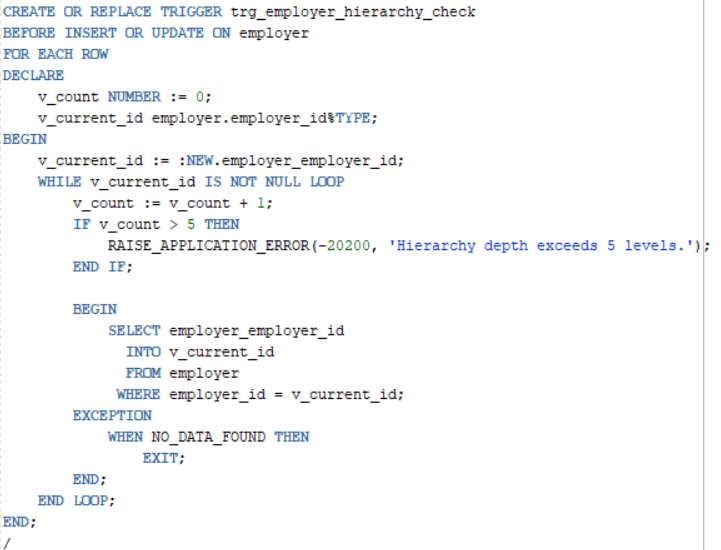 CREATE OR REPLACE TRIGGER trg_employer_hierarchy_check
BEFORE INSERT OR UPDATE ON employer
FOR EACH ROW
DECLARE
    v_count NUMBER := 0;
    v_current_id employer.employer_id%TYPE;
BEGIN
    v_current_id := :NEW.employer_employer_id;
    WHILE v_current_id IS NOT NULL LOOP
        v_count := v_count + 1;
        IF v_count > 5 THEN
            RAISE_APPLICATION_ERROR(-20200, 'Hierarchy depth exceeds 5 levels.');
        END IF;

        BEGIN
            SELECT employer_employer_id
              INTO v_current_id
              FROM employer
             WHERE employer_id = v_current_id;
        EXCEPTION
            WHEN NO_DATA_FOUND THEN
                EXIT;
        END;
    END LOOP;
END;
/